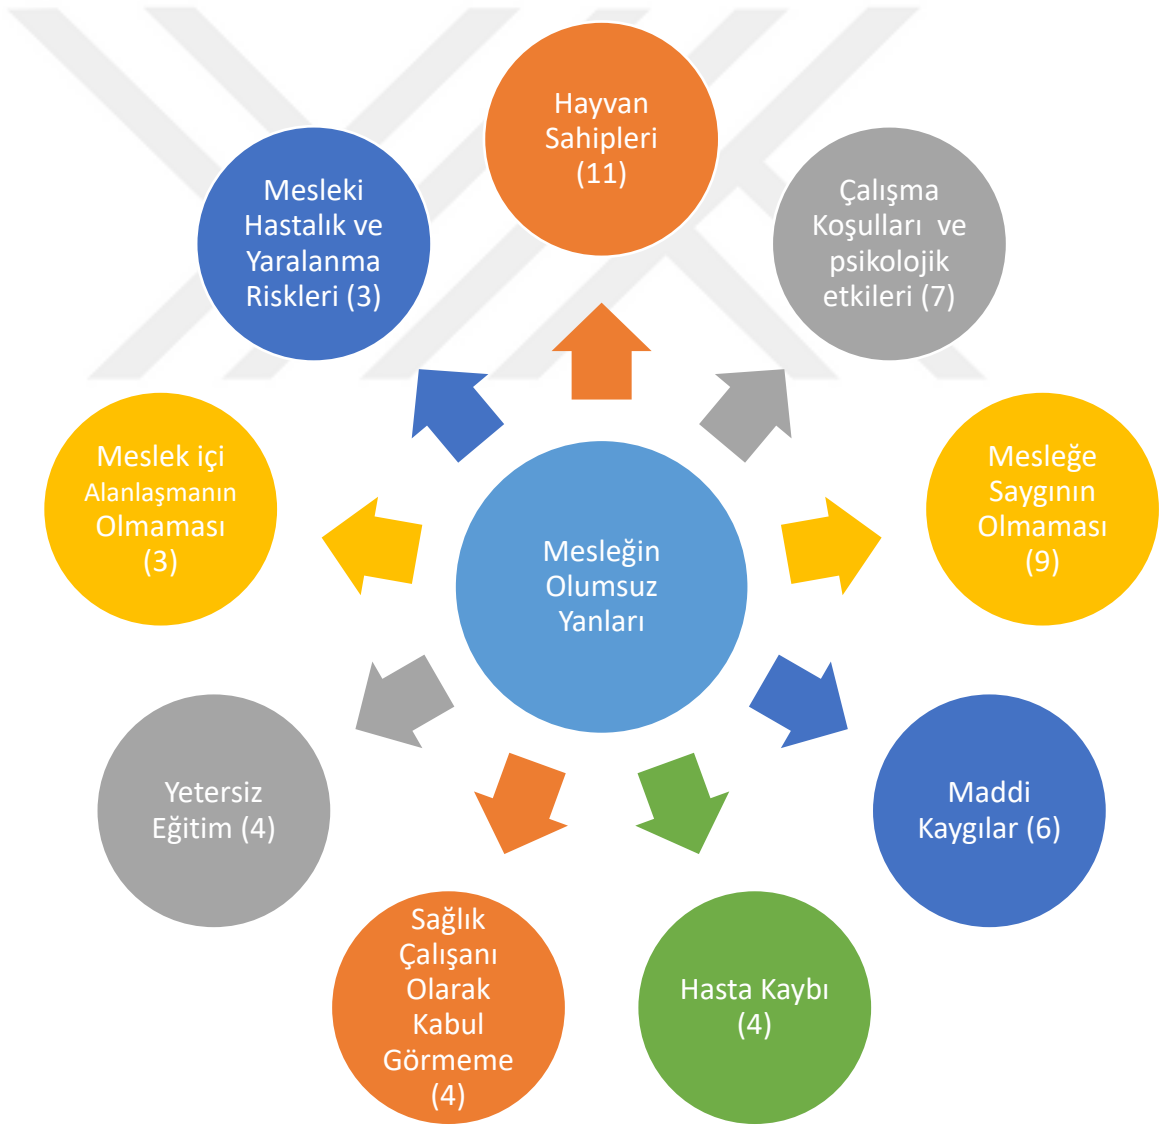 Hayvan
Sahipleri
(11)
Çalışma
Koşulları ve
psikolojik
etkileri (7)
Mesleğe
Saygının
Olmaması
(9)
Maddi
Kaygılar (6)
Hasta Kaybı
(4)
Sağlık
Çalışanı
Olarak
Kabul
Görmeme
(4)
Yetersiz
Eğitim (4)
Meslek içi
Alanlaşmanın
Olmaması
(3)
Mesleki
Hastalık ve
Yaralanma
Riskleri (3)
Mesleğin
Olumsuz
Yanları